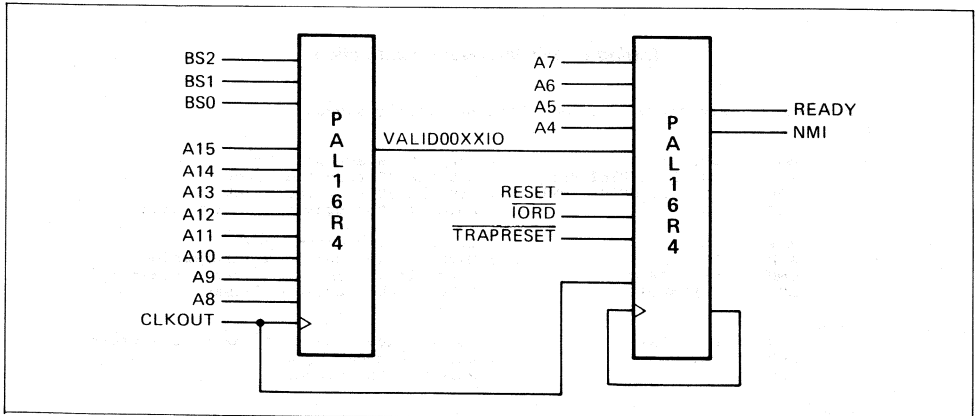 BS2
BS1
BS0
A15
A14
A13
A12
A11
A10
A9
A8
CLKOUT
PAL16R4
VALID00XXIO
A7
A6
A5
A4
RESET
IORD
TRAPRESET
PAL16R4
READY
NMI